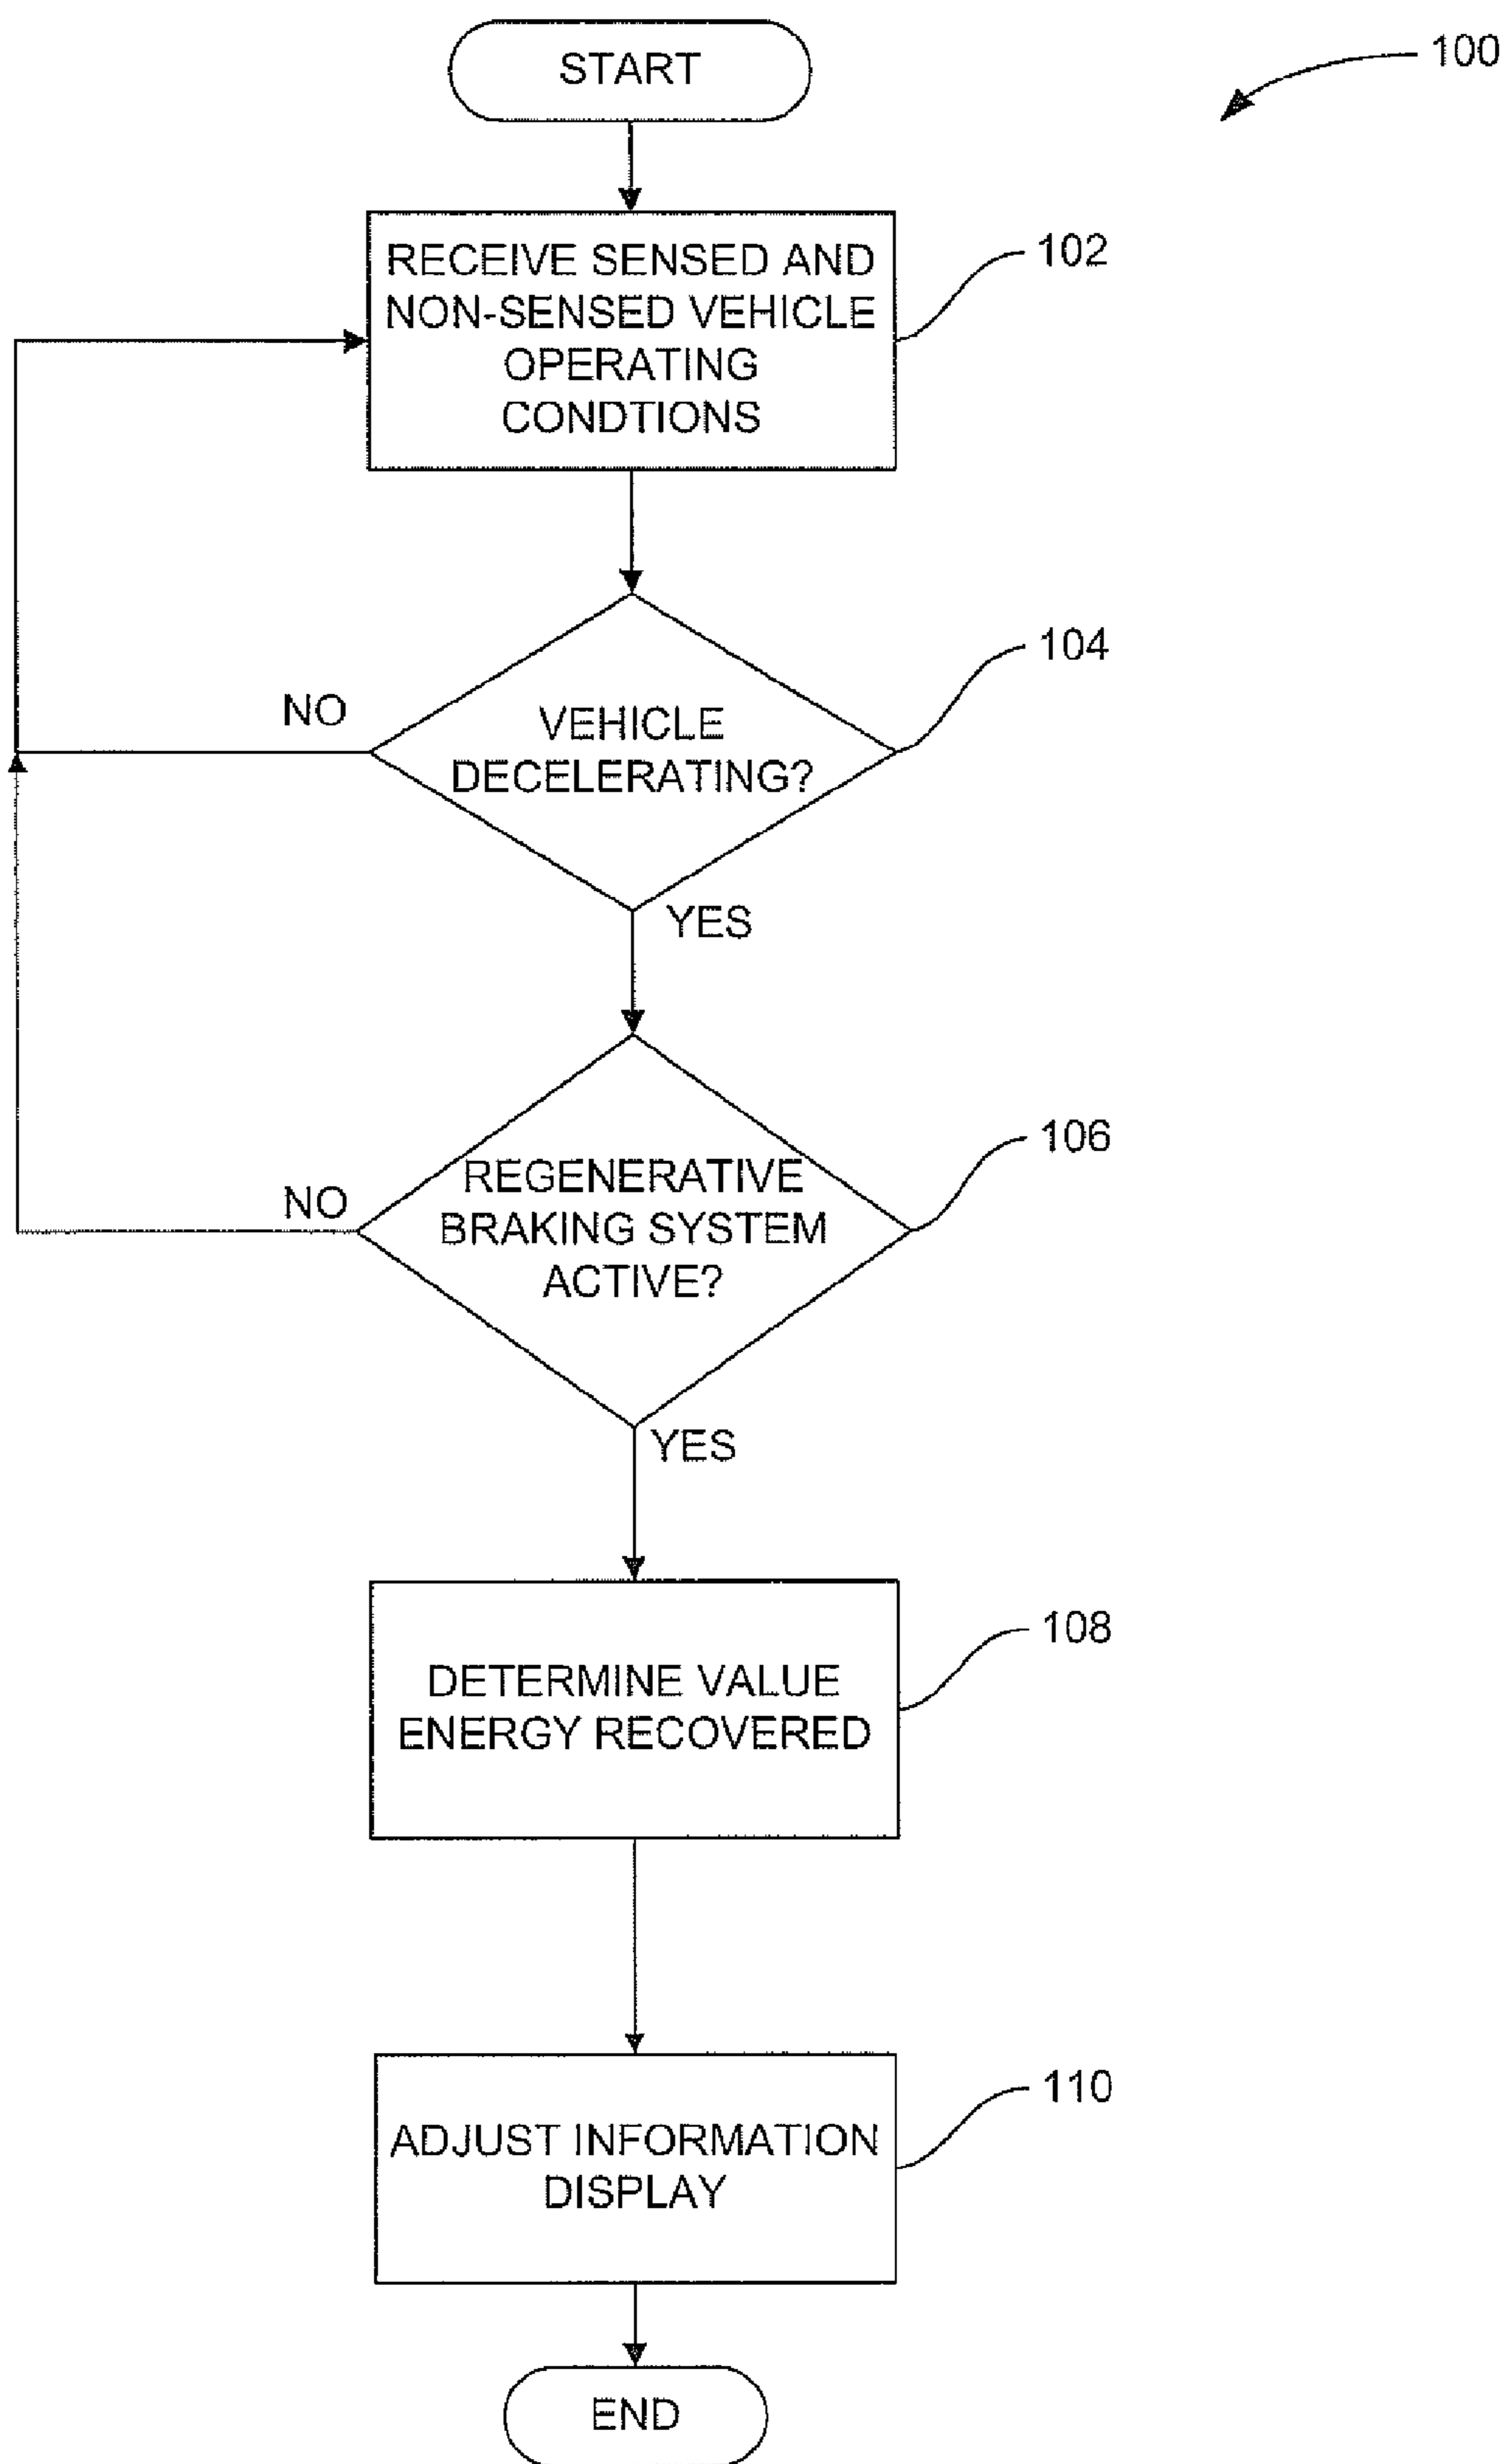 START
100
RECEIVE SENSED AND
NON-SENSED VEHICLE
OPERATING
CONDTIONS
102
VEHICLE
DECELERATING?
104
NO
YES
REGENERATIVE
BRAKING SYSTEM
ACTIVE?
106
NO
YES
DETERMINE VALUE
ENERGY RECOVERED
108
ADJUST INFORMATION
DISPLAY
110
END